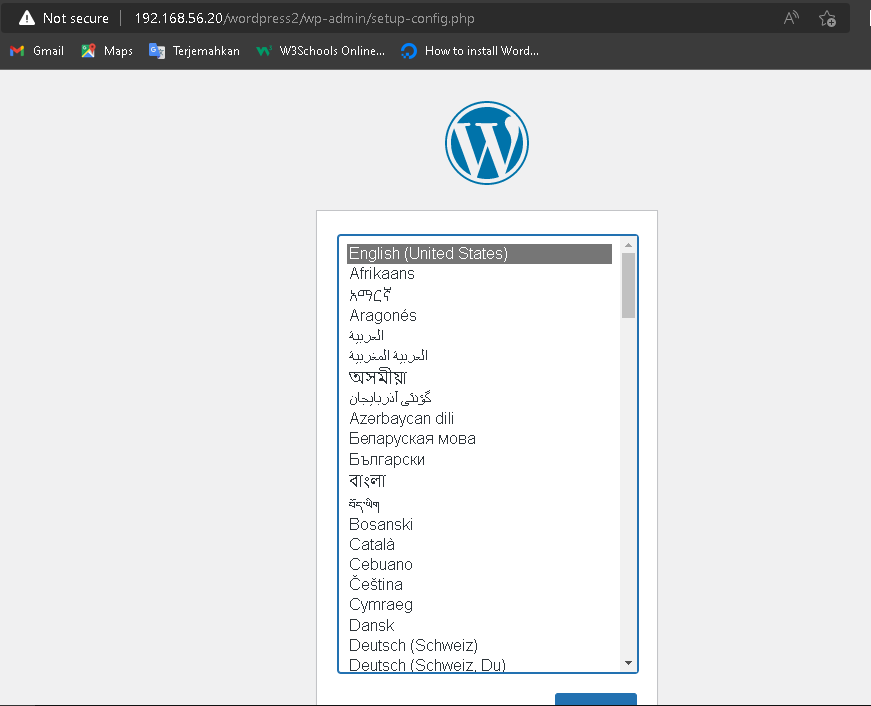 Not secure 192.168.56.20/wordpress2/wp-admin/setup-config.php
Gmail Maps Terjemahkan W3Schools Online... How to install Word...
English (United States)
Afrikaans
አማርኛ
Aragonés
العربية
العربية المغربية
অসমীয়া
گؤنئی آذربایجان
Azərbaycan dili
Беларуская мова
Български
বাংলা
བོད་ཡིག
Bosanski
Català
Cebuano
Čeština
Cymraeg
Dansk
Deutsch (Schweiz)
Deutsch (Schweiz, Du)